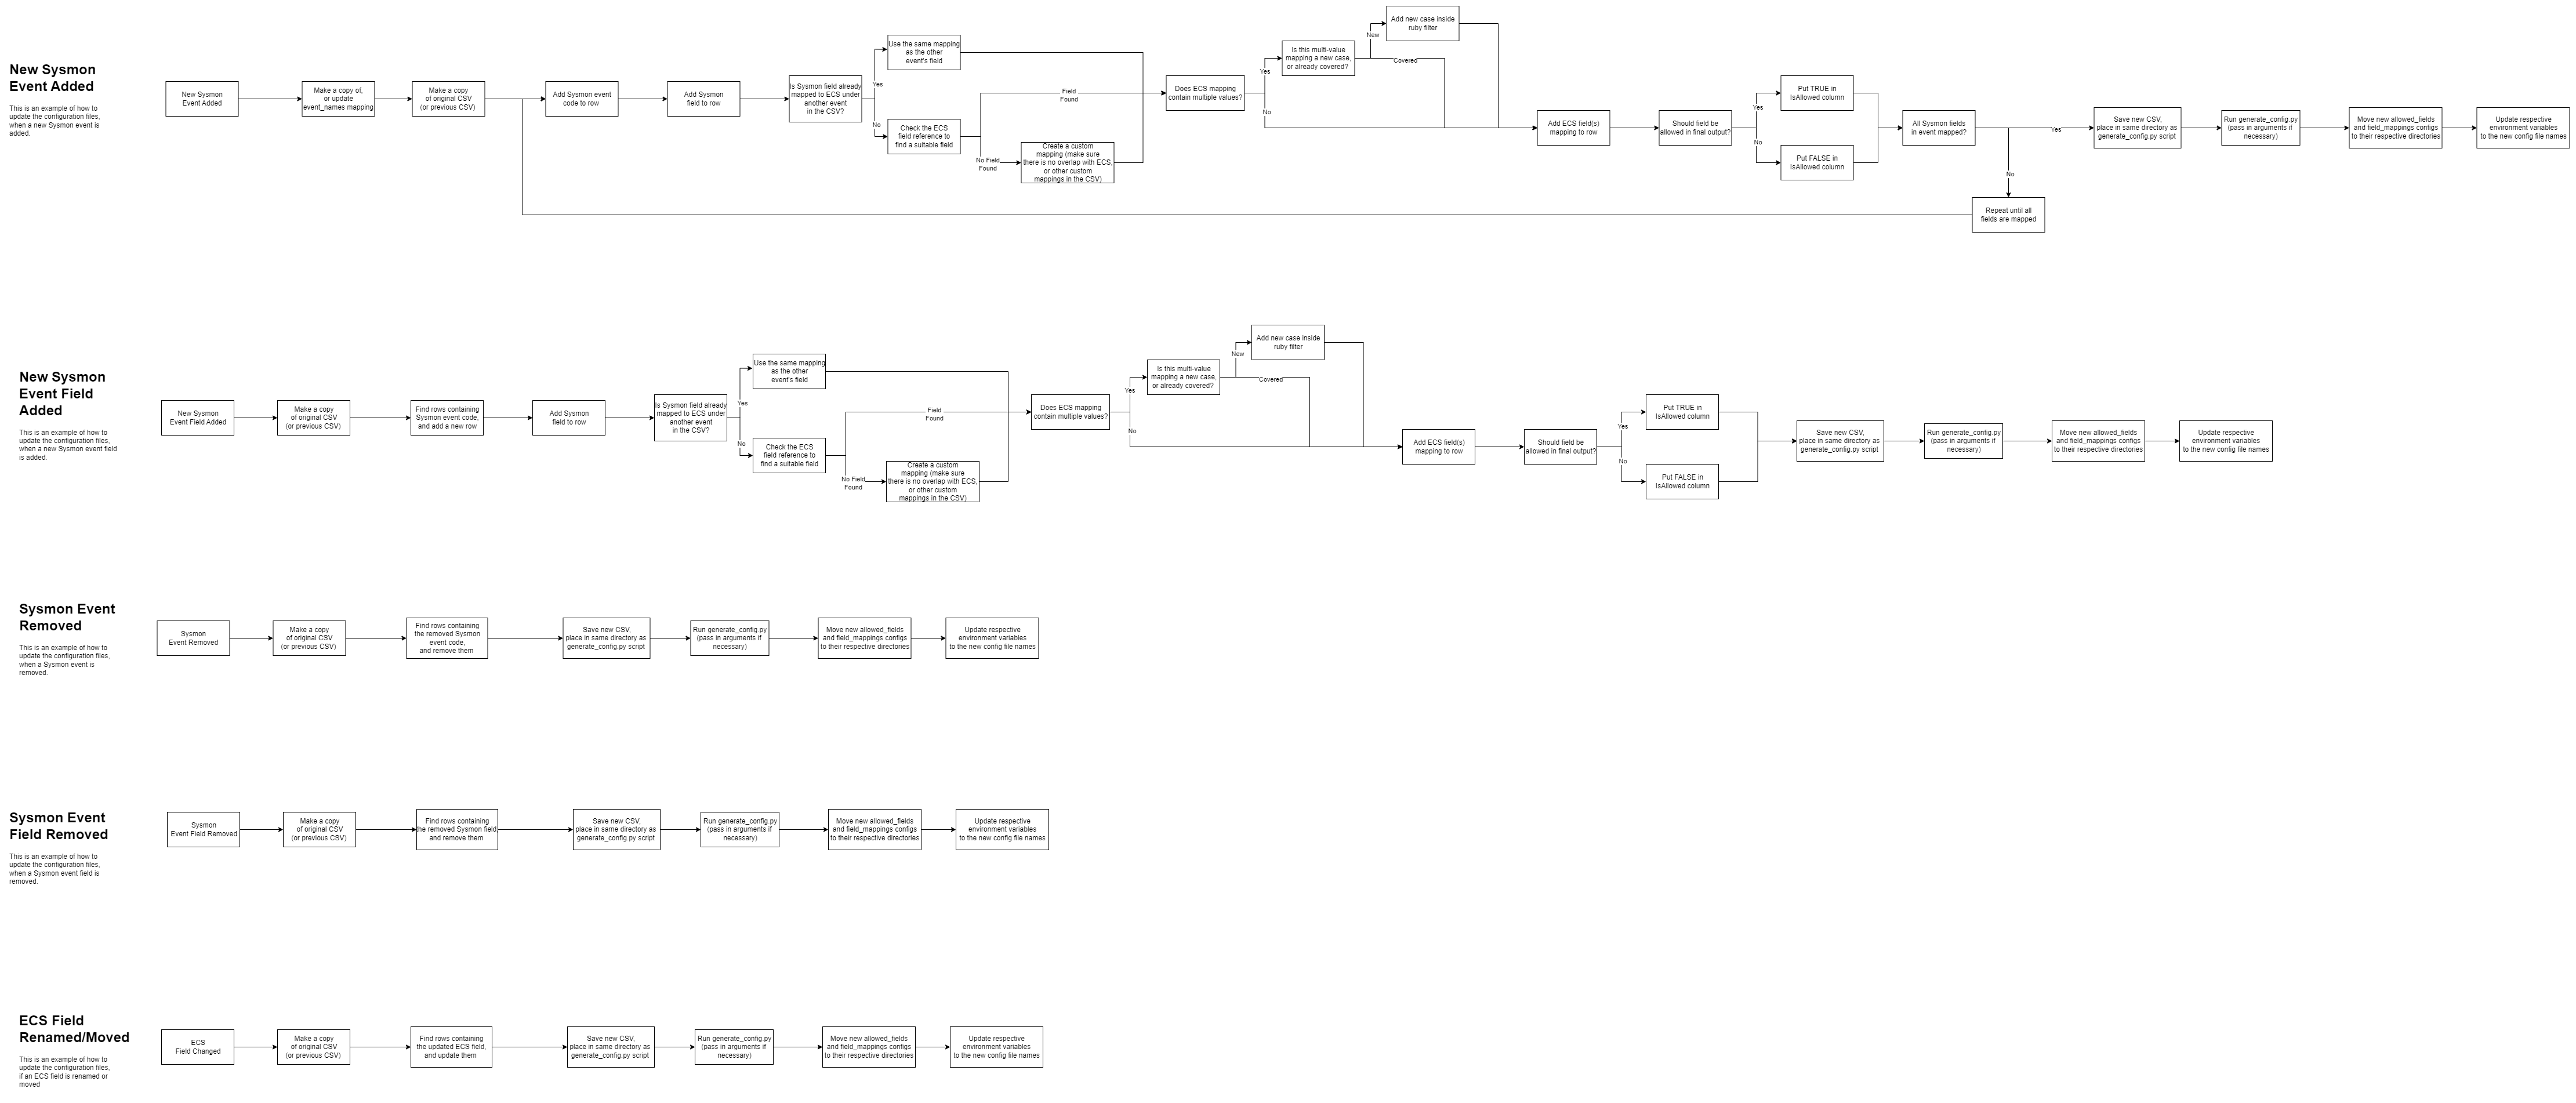 New Sysmon
Event Added
This is an example of how to
update the configuration files,
when a new Sysmon event is
added.
New Sysmon
Event Added
Make a copy of,
or update
event_names mapping
Make a copy
of original CSV
(or previous CSV)
Add Sysmon event
code to row
Add Sysmon
field to row
Is Sysmon field already
mapped to ECS under
another event
in the CSV?
Yes
No
Use the same mapping
as the other
event's field
Check the ECS
field reference to
find a suitable field
Field
Found
No Field
Found
Create a custom
mapping (make sure
there is no overlap with ECS,
or other custom
mappings in the CSV)
Does ECS mapping
contain multiple values?
Yes
No
Is this multi-value
mapping a new case,
or already covered?
New
Covered
Add new case inside
ruby filter
Add ECS field(s)
mapping to row
Should field be
allowed in final output?
Yes
No
Put TRUE in
IsAllowed column
Put FALSE in
IsAllowed column
All Sysmon fields
in event mapped?
Yes
No
Repeat until all
fields are mapped
Save new CSV,
place in same directory as
generate_config.py script
Run generate_config.py
(pass in arguments if
necessary)
Move new allowed_fields
and field_mappings configs
to their respective directories
Update respective
environment variables
to the new config file names
New Sysmon
Event Field
Added
This is an example of how to
update the configuration files,
when a new Sysmon event field
is added.
New Sysmon
Event Field Added
Make a copy
of original CSV
(or previous CSV)
Find rows containing
Sysmon event code,
and add a new row
Add Sysmon
field to row
Is Sysmon field already
mapped to ECS under
another event
in the CSV?
Yes
No
Use the same mapping
as the other
event's field
Check the ECS
field reference to
find a suitable field
Field
Found
No Field
Found
Create a custom
mapping (make sure
there is no overlap with ECS,
or other custom
mappings in the CSV)
Does ECS mapping
contain multiple values?
Yes
No
Is this multi-value
mapping a new case,
or already covered?
New
Covered
Add new case inside
ruby filter
Add ECS field(s)
mapping to row
Should field be
allowed in final output?
Yes
No
Put TRUE in
IsAllowed column
Put FALSE in
IsAllowed column
Save new CSV,
place in same directory as
generate_config.py script
Run generate_config.py
(pass in arguments if
necessary)
Move new allowed_fields
and field_mappings configs
to their respective directories
Update respective
environment variables
to the new config file names
Sysmon Event
Removed
This is an example of how to
update the configuration files,
when a Sysmon event is
removed.
Sysmon
Event Removed
Make a copy
of original CSV
(or previous CSV)
Find rows containing
the removed Sysmon
event code,
and remove them
Save new CSV,
place in same directory as
generate_config.py script
Run generate_config.py
(pass in arguments if
necessary)
Move new allowed_fields
and field_mappings configs
to their respective directories
Update respective
environment variables
to the new config file names
Sysmon Event
Field Removed
This is an example of how to
update the configuration files,
when a Sysmon event field is
removed.
Sysmon
Event Field Removed
Make a copy
of original CSV
(or previous CSV)
Find rows containing
the removed Sysmon field,
and remove them
Save new CSV,
place in same directory as
generate_config.py script
Run generate_config.py
(pass in arguments if
necessary)
Move new allowed_fields
and field_mappings configs
to their respective directories
Update respective
environment variables
to the new config file names
ECS Field
Renamed/Moved
This is an example of how to
update the configuration files,
if an ECS field is renamed or
moved
ECS
Field Changed
Make a copy
of original CSV
(or previous CSV)
Find rows containing
the updated ECS field,
and update them
Save new CSV,
place in same directory as
generate_config.py script
Run generate_config.py
(pass in arguments if
necessary)
Move new allowed_fields
and field_mappings configs
to their respective directories
Update respective
environment variables
to the new config file names